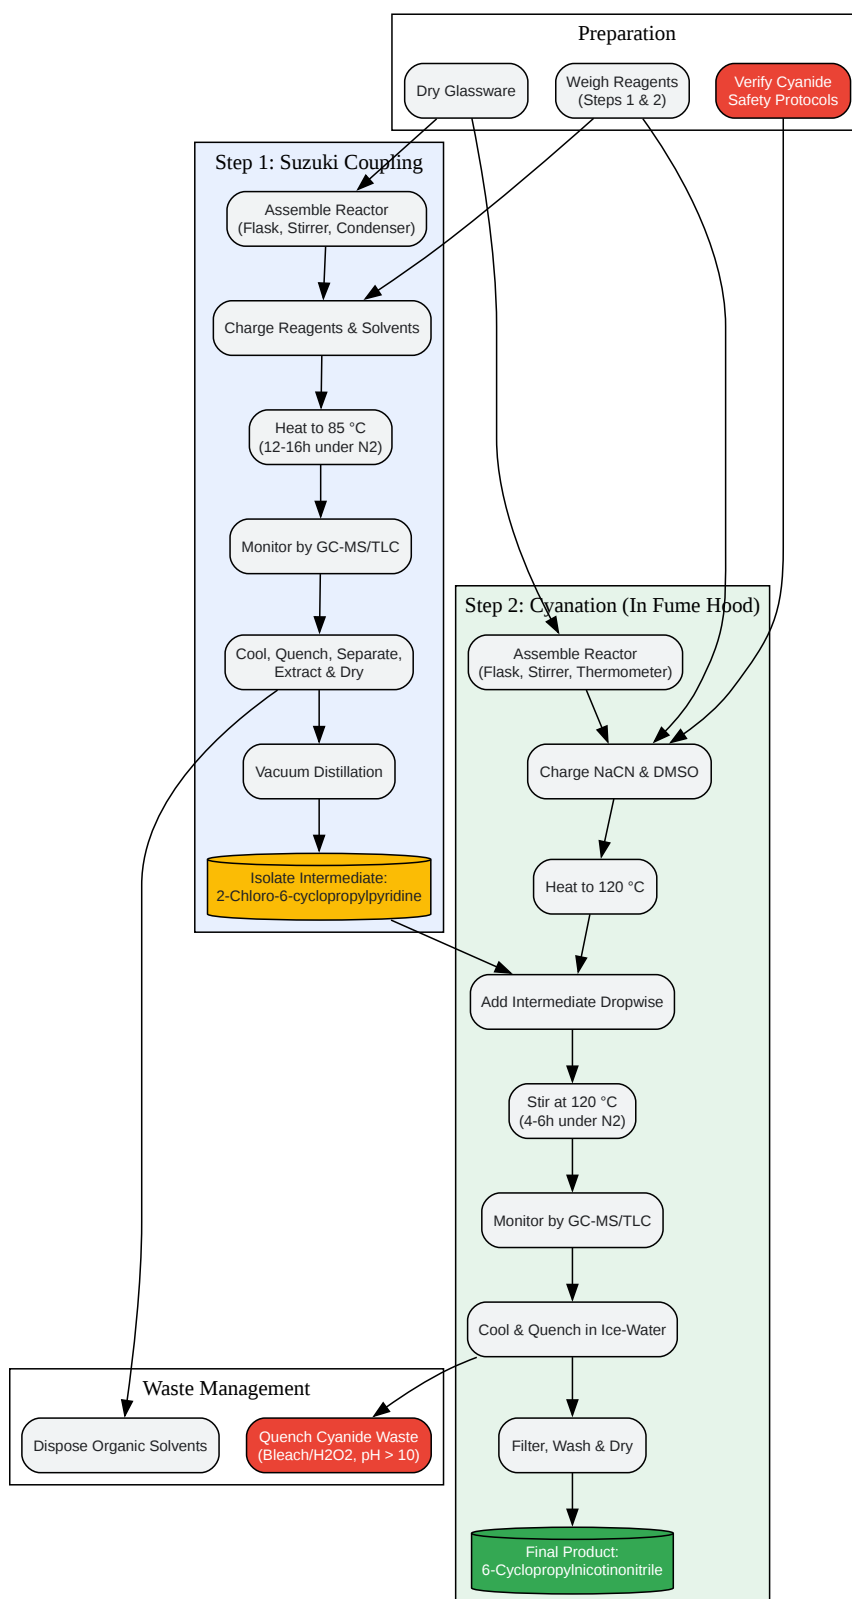 Preparation
Dry Glassware
Weigh Reagents
(Steps 1 & 2)
Verify Cyanide
Safety Protocols
Step 1: Suzuki Coupling
Assemble Reactor
(Flask, Stirrer, Condenser)
Charge Reagents & Solvents
Heat to 85 °C
(12-16h under N2)
Monitor by GC-MS/TLC
Cool, Quench, Separate,
Extract & Dry
Vacuum Distillation
Isolate Intermediate:
2-Chloro-6-cyclopropylpyridine
Step 2: Cyanation (In Fume Hood)
Assemble Reactor
(Flask, Stirrer, Thermometer)
Charge NaCN & DMSO
Heat to 120 °C
Add Intermediate Dropwise
Stir at 120 °C
(4-6h under N2)
Monitor by GC-MS/TLC
Cool & Quench in Ice-Water
Filter, Wash & Dry
Final Product:
6-Cyclopropylnicotinonitrile
Waste Management
Dispose Organic Solvents
Quench Cyanide Waste
(Bleach/H2O2, pH > 10)